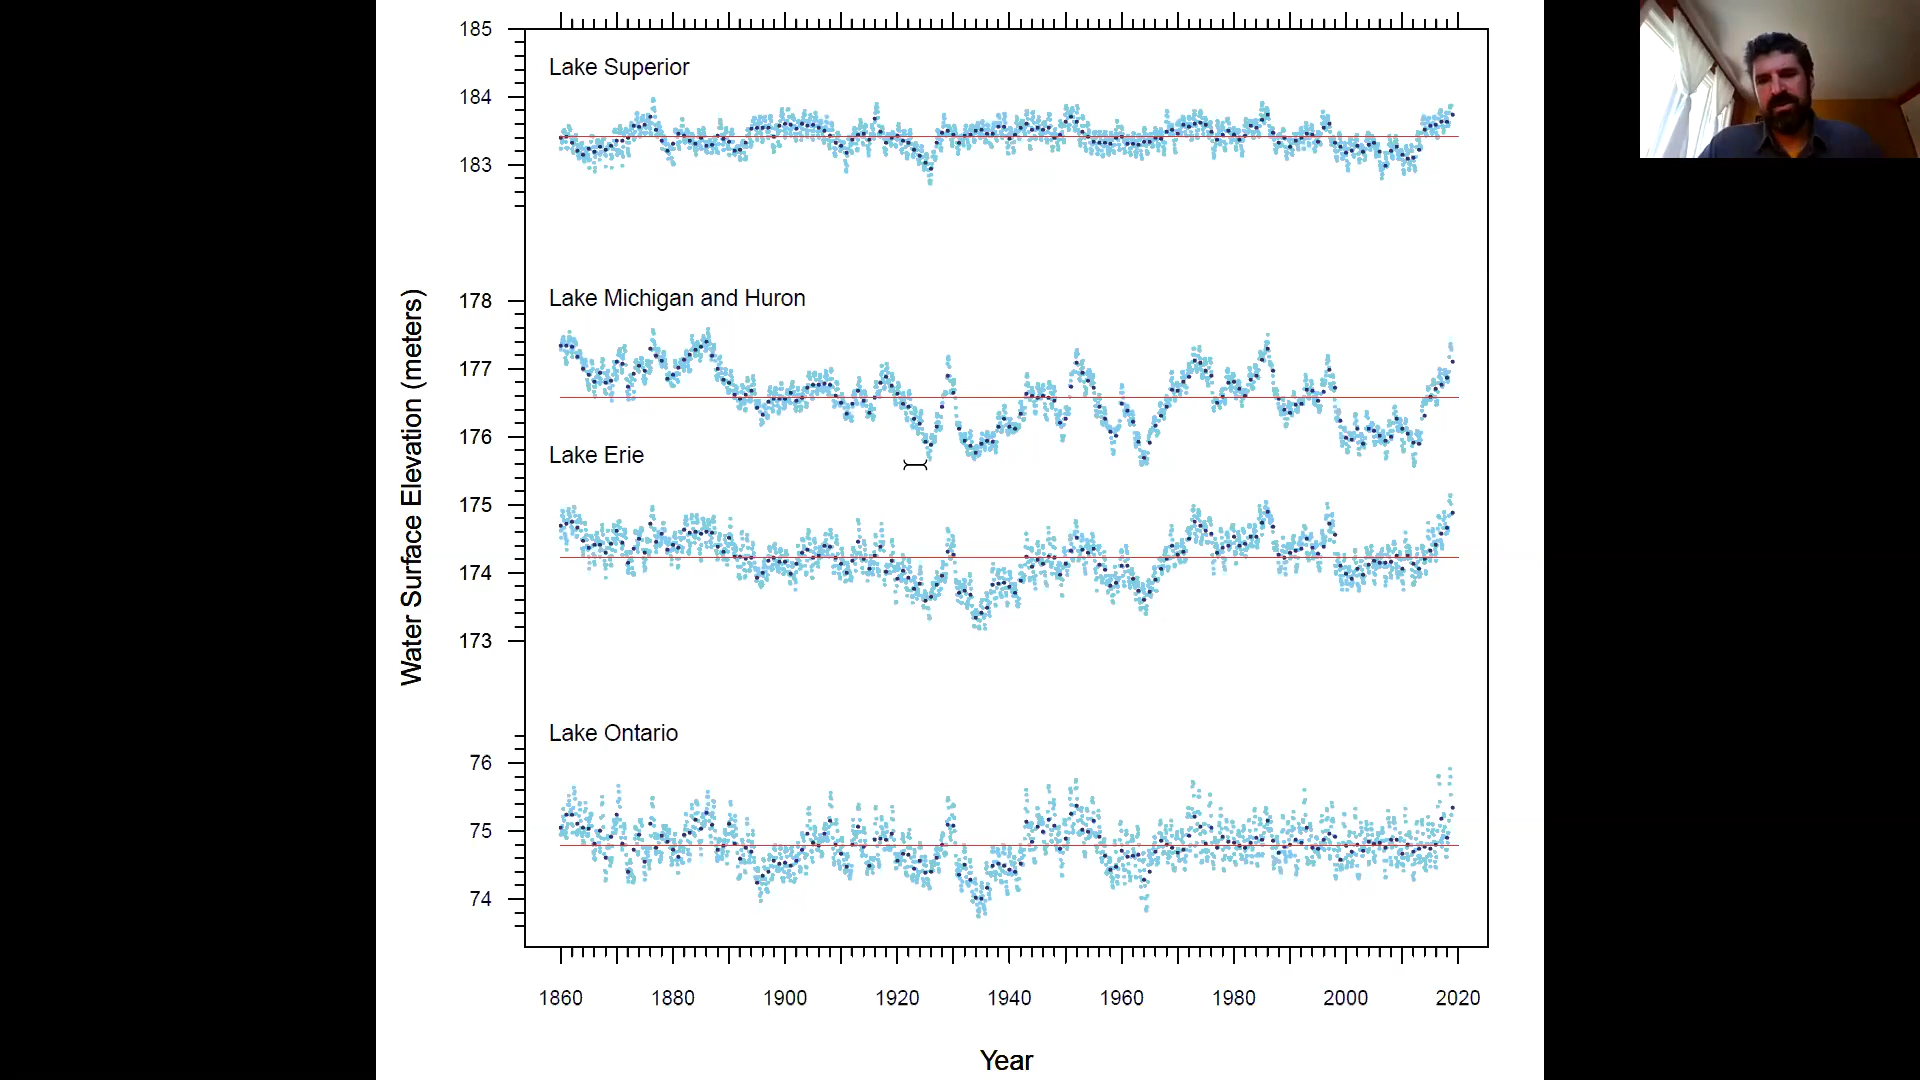 185
Lake Superior
184
183
178
Lake Michigan and Huron
177
176
Lake Erie
175
174
173
Lake Ontario
76
75
74
Water Surface Elevation (meters)
1860 1880 1900 1920 1940 1960 1980 2000 2020
Year